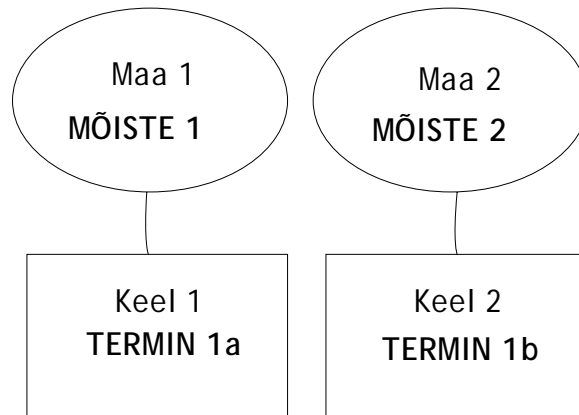 Maa 1
MÕISTE 1
Maa 2
MÕISTE 2
Keel 1
TERMIN 1a
Keel 2
TERMIN 1b